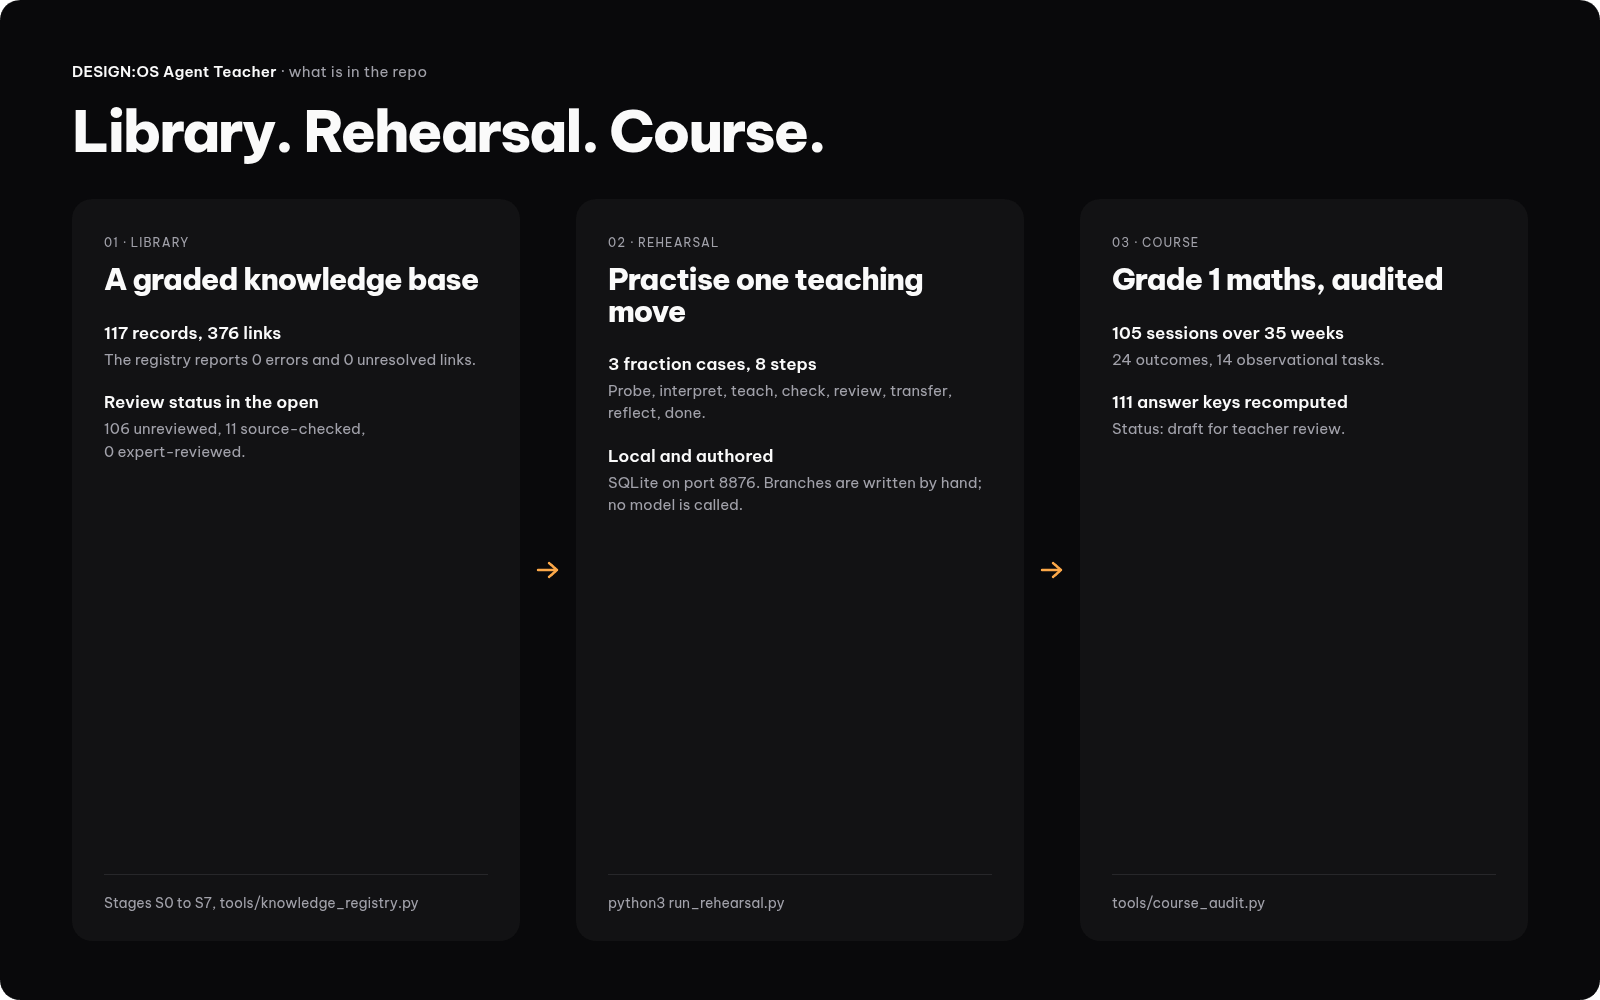 DESIGN:OS Agent Teacher · what is in the repo
Library. Rehearsal. Course.
01 · LIBRARY
A graded knowledge base
117 records, 376 links
The registry reports 0 errors and 0 unresolved links.
Review status in the open
106 unreviewed, 11 source-checked,
0 expert-reviewed.
Stages S0 to S7, tools/knowledge_registry.py
02 · REHEARSAL
Practise one teaching
move
3 fraction cases, 8 steps
Probe, interpret, teach, check, review, transfer,
reflect, done.
Local and authored
SQLite on port 8876. Branches are written by hand;
no model is called.
python3 run_rehearsal.py
03 · COURSE
Grade 1 maths, audited
105 sessions over 35 weeks
24 outcomes, 14 observational tasks.
111 answer keys recomputed
Status: draft for teacher review.
tools/course_audit.py